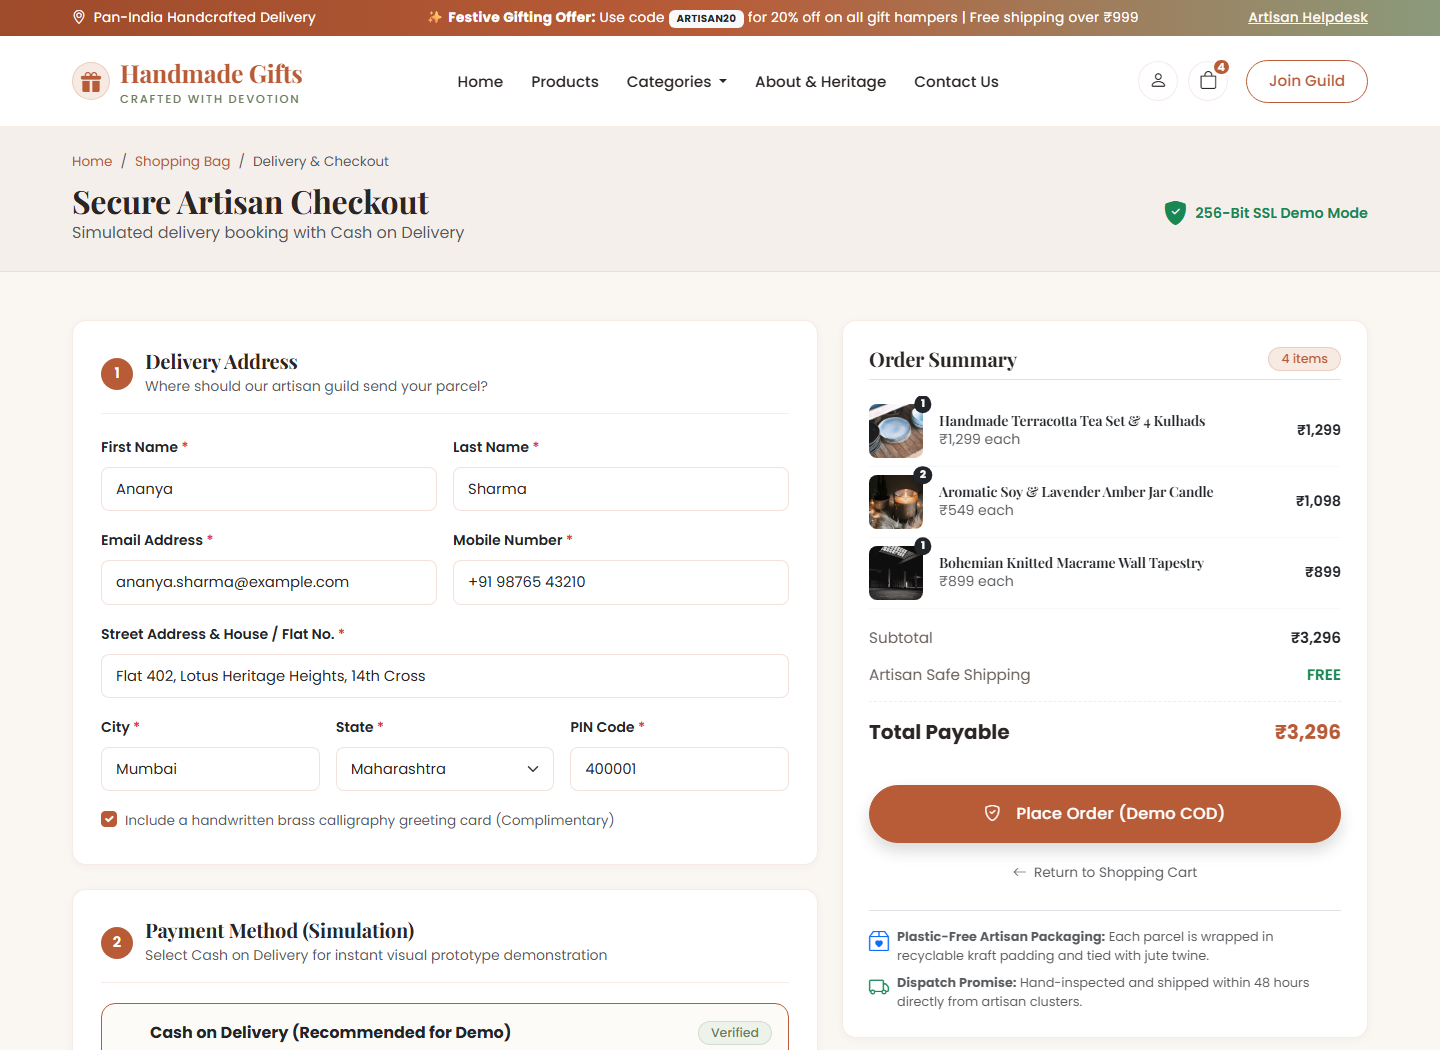 Pan-India Handcrafted Delivery
✨ Festive Gifting Offer: Use code ARTISAN20 for 20% off on all gift hampers | Free shipping over ₹999
Artisan Helpdesk
Handmade Gifts
CRAFTED WITH DEVOTION
Home
Products
Categories
About & Heritage
Contact Us
4
Join Guild
Home / Shopping Bag / Delivery & Checkout
Secure Artisan Checkout
Simulated delivery booking with Cash on Delivery
256-Bit SSL Demo Mode
1
Delivery Address
Where should our artisan guild send your parcel?
First Name *
Last Name *
Ananya
Sharma
Email Address *
Mobile Number *
ananya.sharma@example.com
+91 98765 43210
Street Address & House / Flat No. *
Flat 402, Lotus Heritage Heights, 14th Cross
City *
State *
PIN Code *
Mumbai
Maharashtra
400001
Include a handwritten brass calligraphy greeting card (Complimentary)
2
Payment Method (Simulation)
Select Cash on Delivery for instant visual prototype demonstration
Cash on Delivery (Recommended for Demo)
Verified
Order Summary
4 items
1
Handmade Terracotta Tea Set & 4 Kulhads
₹1,299 each
₹1,299
2
Aromatic Soy & Lavender Amber Jar Candle
₹549 each
₹1,098
1
Bohemian Knitted Macrame Wall Tapestry
₹899 each
₹899
Subtotal
₹3,296
Artisan Safe Shipping
FREE
Total Payable
₹3,296
Place Order (Demo COD)
← Return to Shopping Cart
Plastic-Free Artisan Packaging: Each parcel is wrapped in
recyclable kraft padding and tied with jute twine.
Dispatch Promise: Hand-inspected and shipped within 48 hours
directly from artisan clusters.